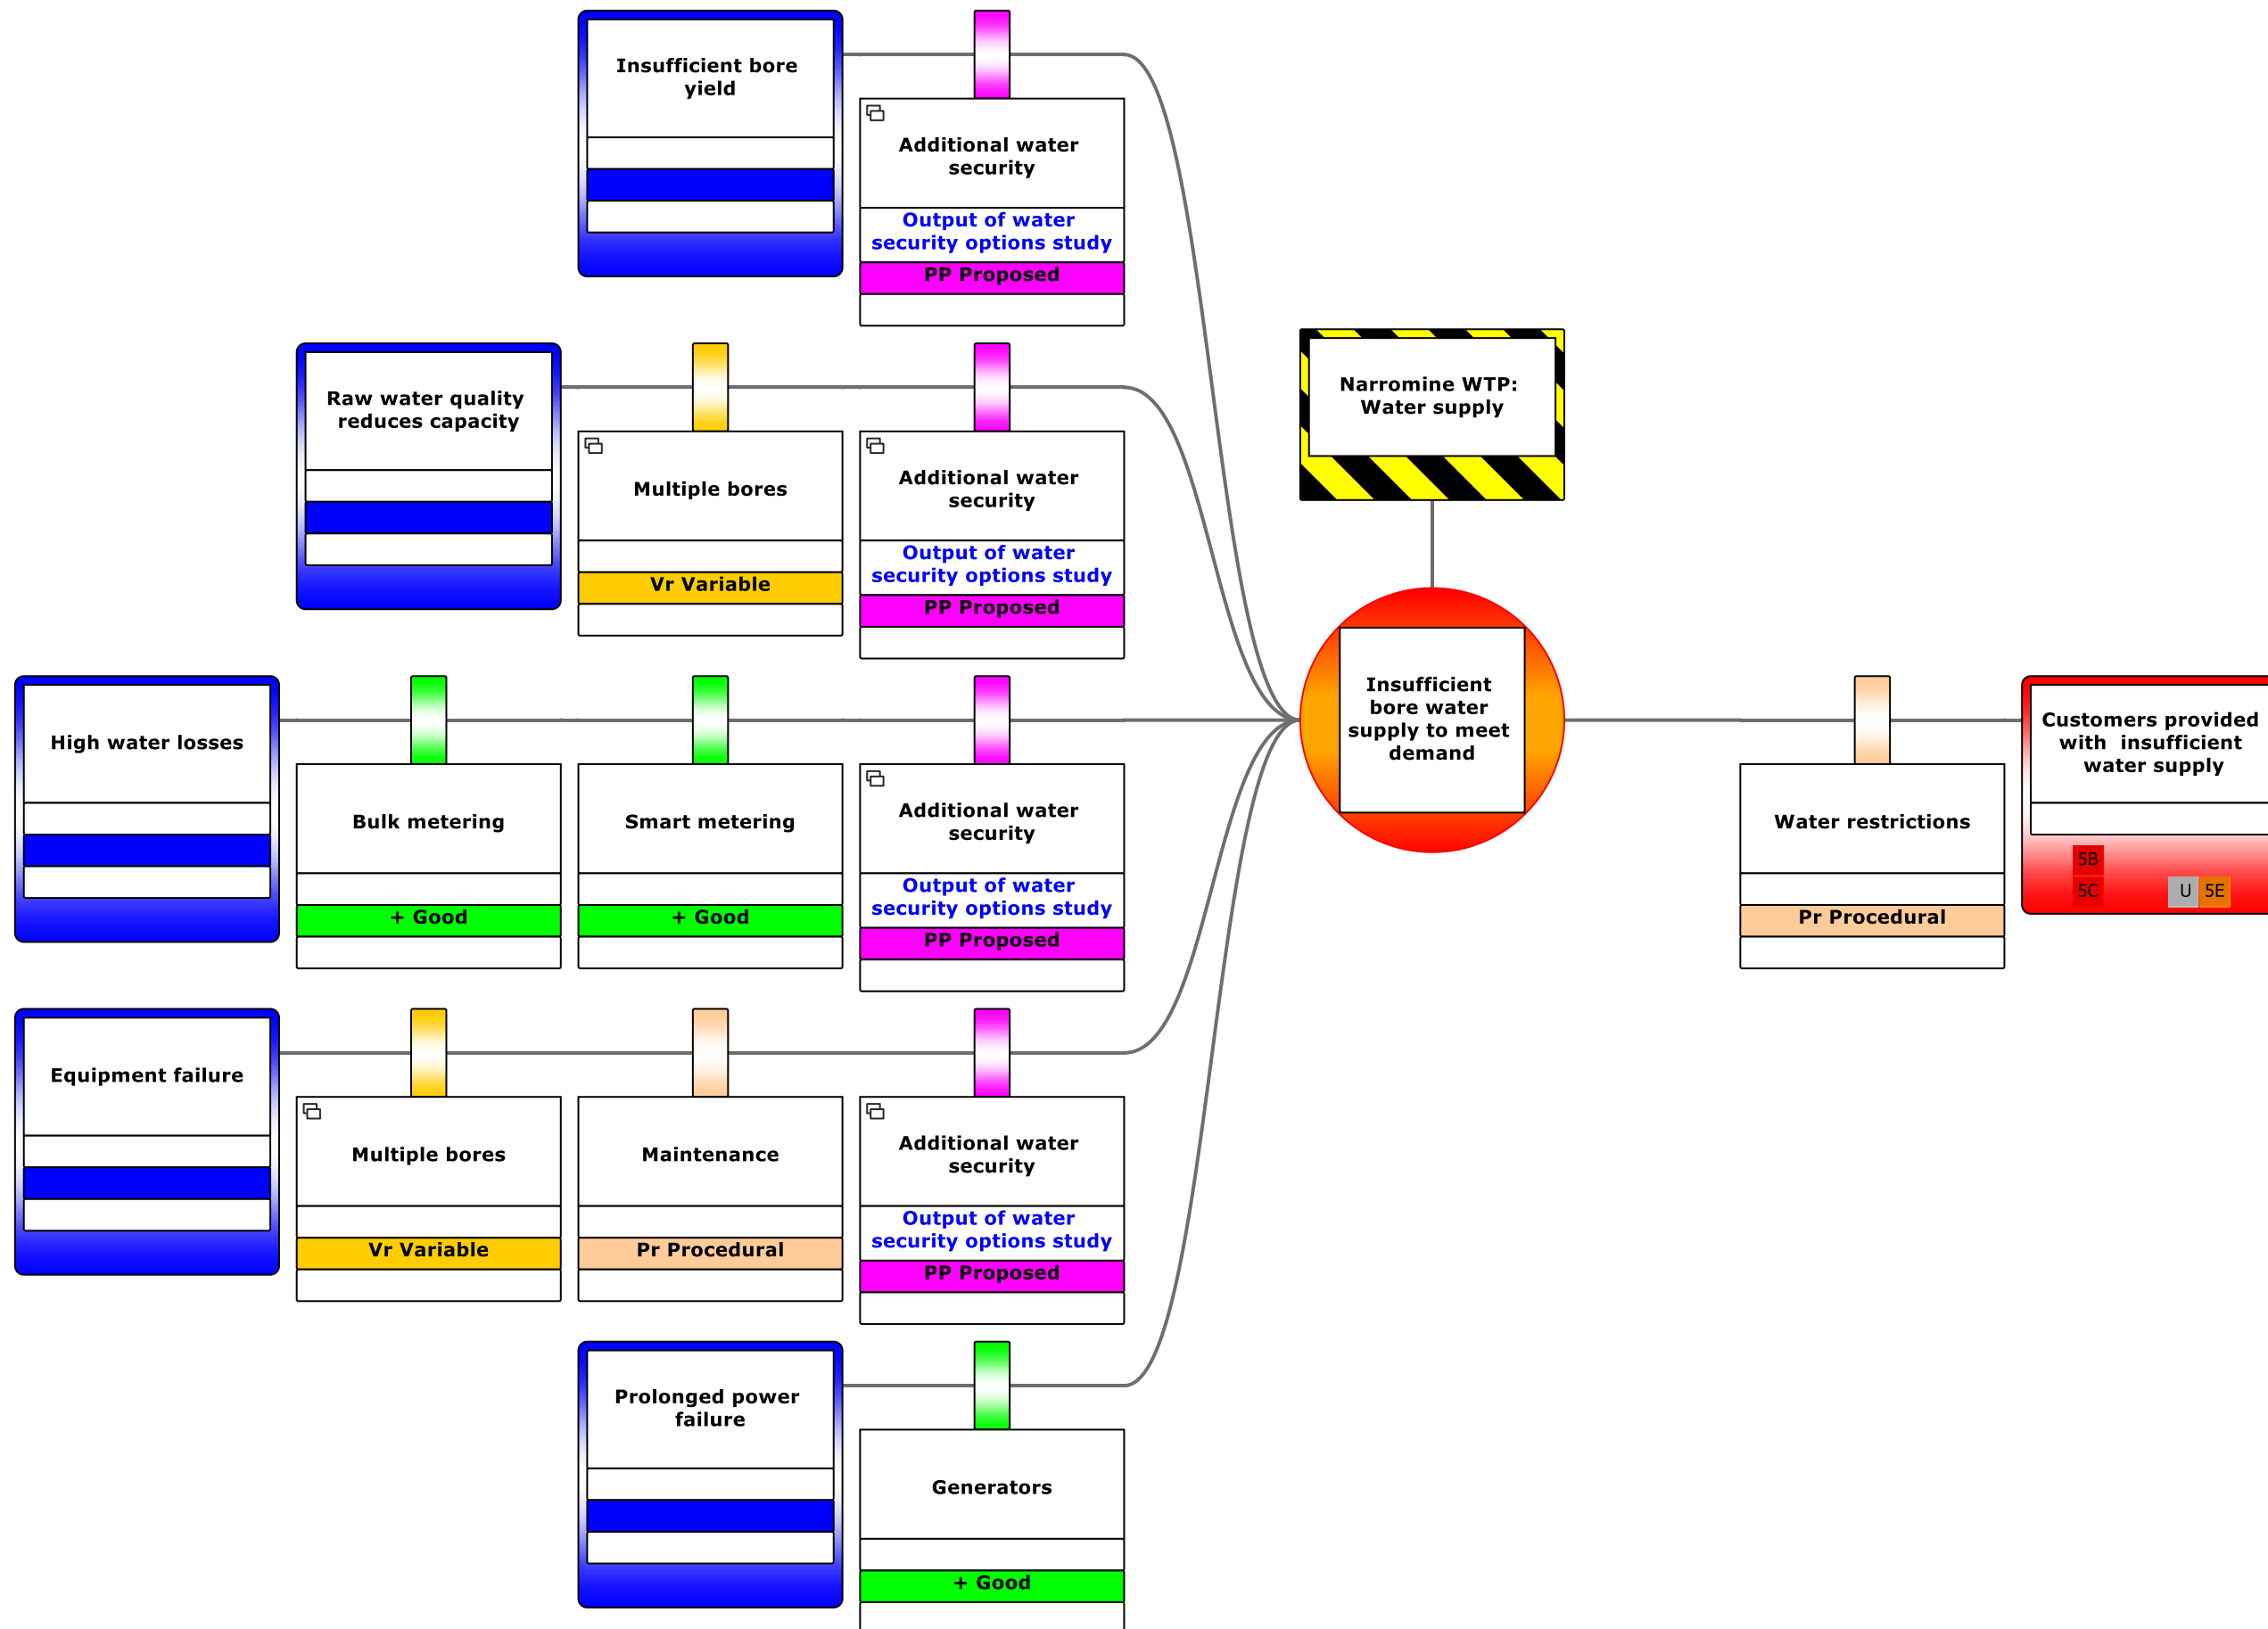 Insufficient bore
yield
Additional water
security
Output of water
security options study
PP Proposed
Raw water quality
reduces capacity
Multiple bores
Vr Variable
Additional water
security
Output of water
security options study
PP Proposed
Narromine WTP:
Water supply
High water losses
Bulk metering
+ Good
Smart metering
+ Good
Additional water
security
Output of water
security options study
PP Proposed
Insufficient
bore water
supply to meet
demand
Water restrictions
Pr Procedural
Customers provided
with  insufficient
water supply
5B
5C
U 5E
Equipment failure
Multiple bores
Vr Variable
Maintenance
Pr Procedural
Additional water
security
Output of water
security options study
PP Proposed
Prolonged power
failure
Generators
+ Good